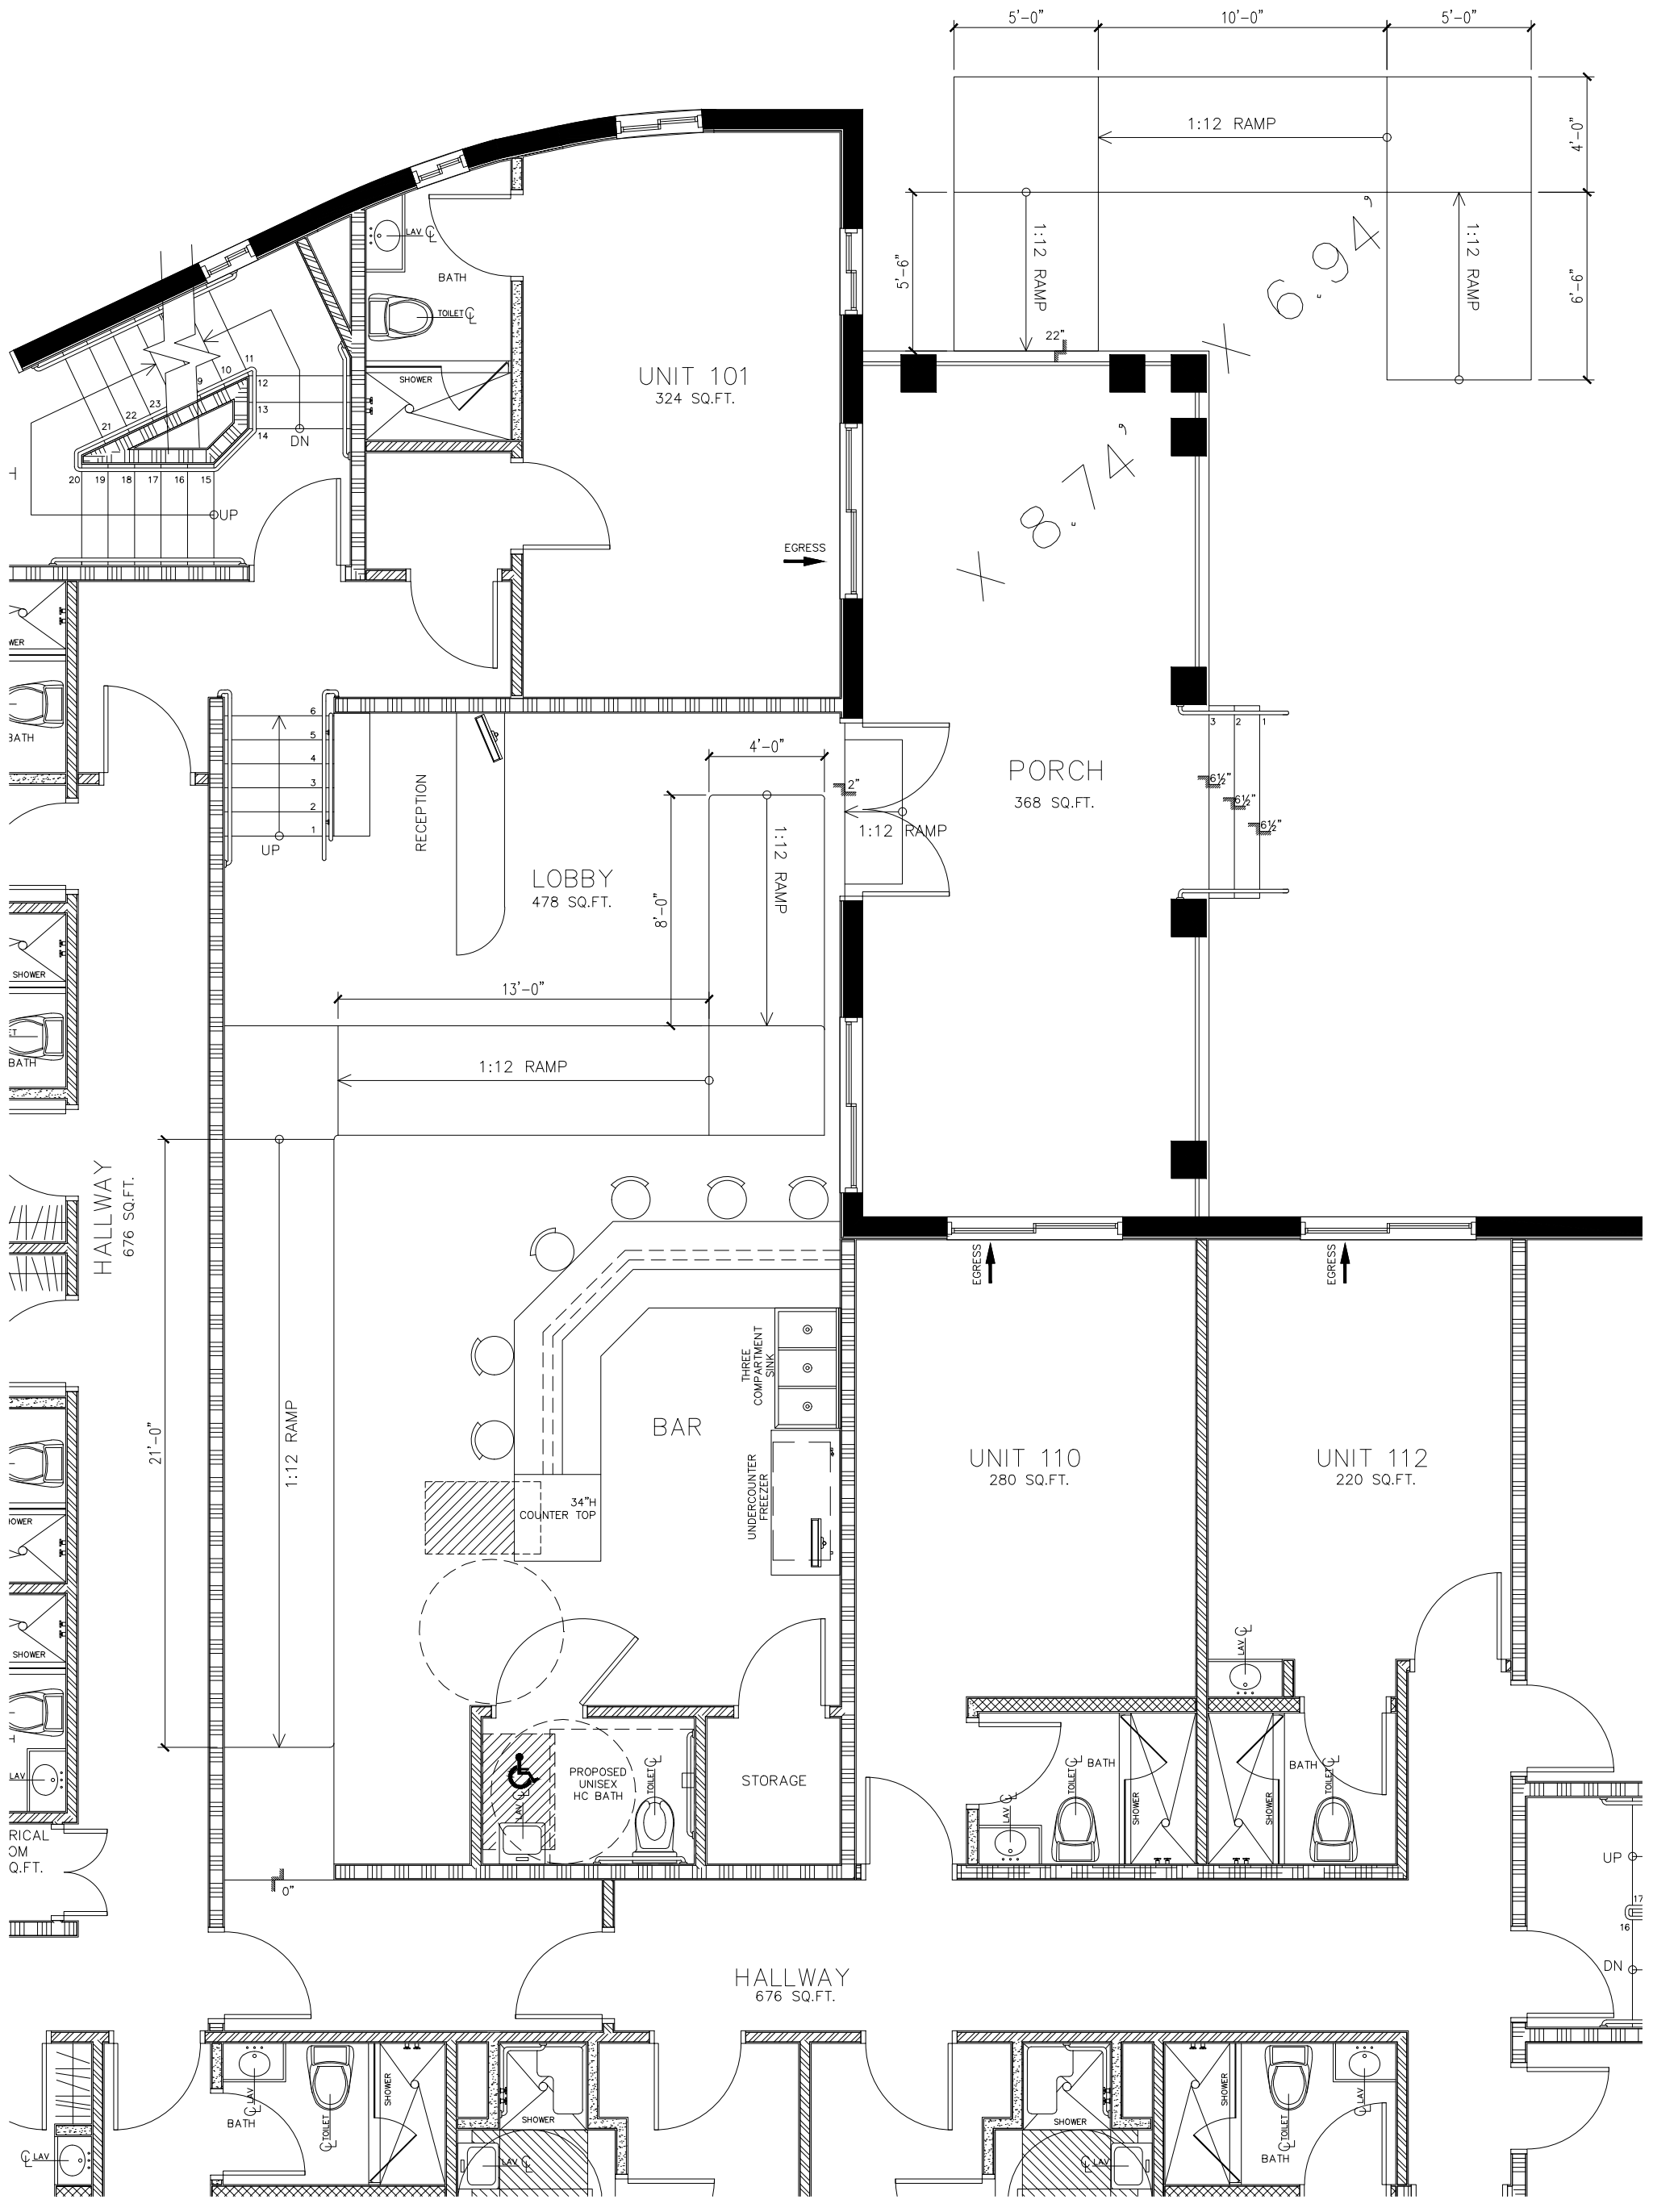 5'-0"
10'-0"
5'-0"
1:12 RAMP
4'-0"
LAV ℄
BATH
TOILET ℄
SHOWER
UNIT 101
324 SQ.FT.
5'-6"
1:12 RAMP
X 6.94'
1:12 RAMP
6'-6"
22"
11
10
9
12
23
22
13
21
14
DN
20
19
18
17
16
15
H
UP
X 8.74'
EGRESS
WER
BATH
6
5
4
3
2
1
UP
RECEPTION
LOBBY
478 SQ.FT.
4'-0"
2"
1:12 RAMP
1:12 RAMP
8'-0"
PORCH
368 SQ.FT.
3
2
1
6½"
6½"
6½"
SHOWER
ET
BATH
13'-0"
1:12 RAMP
HALLWAY
676 SQ.FT.
21'-0"
1:12 RAMP
EGRESS
EGRESS
THREE
COMPARTMENT
SINK
BAR
UNDERCOUNTER
FREEZER
34"H
COUNTER TOP
UNIT 110
280 SQ.FT.
UNIT 112
220 SQ.FT.
HOWER
SHOWER
H
LAV
LAV ℄
PROPOSED
UNISEX
HC BATH
LAV ℄
TOILET ℄
STORAGE
LAV ℄
TOILET ℄
BATH
SHOWER
SHOWER
BATH
TOILET ℄
RICAL
OM
Q.FT.
0"
UP
17
16
DN
HALLWAY
676 SQ.FT.
℄ LAV
℄ LAV
BATH
℄ TOILET
SHOWER
SHOWER
LAV ℄
SHOWER
℄ LAV
SHOWER
℄ TOILET
BATH
℄ LAV